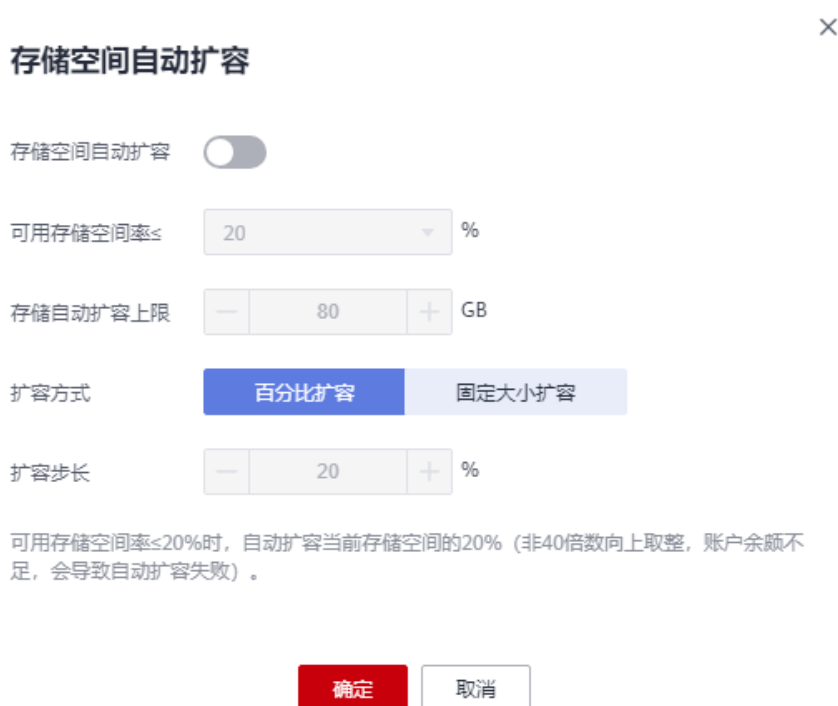 存储空间自动扩容
存储空间自动扩容
可用存储空间率≤ 20 %
存储自动扩容上限 80 GB
扩容方式 百分比扩容 固定大小扩容
扩容步长 20 %
可用存储空间率≤20%时，自动扩容当前存储空间的20%（非40倍数向上取整，账户余颇不
足，会导致自动扩容失败）。
确定 取消